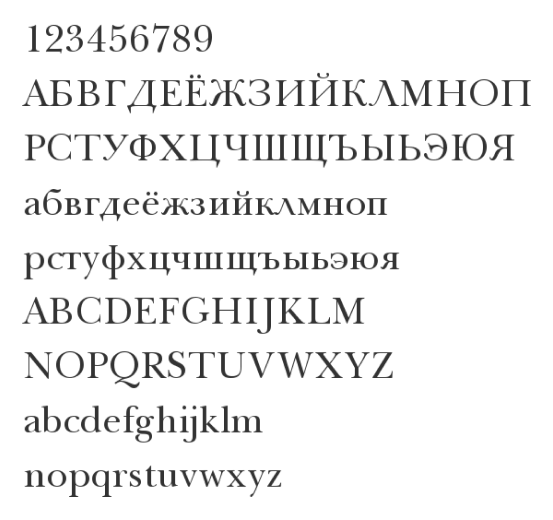 123456789
АБВГДЕЁЖЗИЙКЛМНОП
РСТУФХЦЧШЩЪЫЬЭЮЯ
абвгдеёжзийклмноп
рстуфхцчшщъыьэюя
ABCDEFGHIJKLM
NOPQRSTUVWXYZ
abcdefghijklm
nopqrstuvwxyz